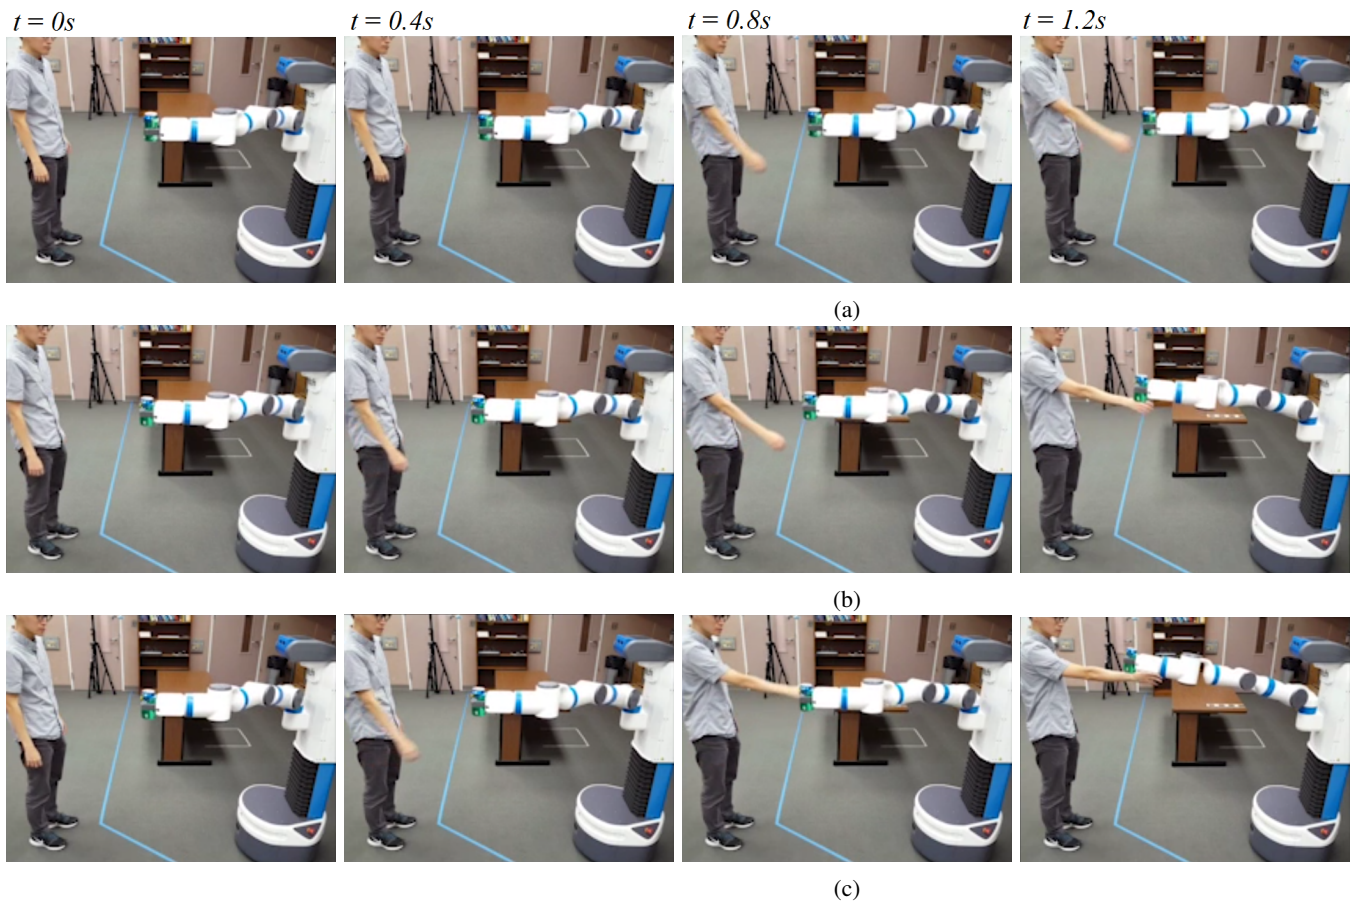 t = 0s
t = 0.4s
t = 0.8s
t = 1.2s
(a)
(b)
(c)